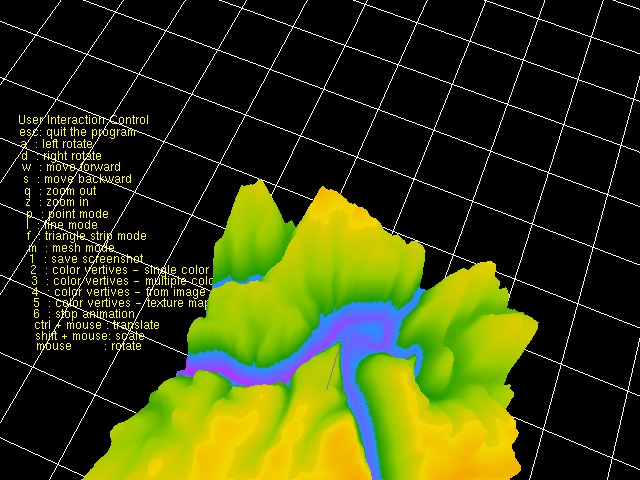 User Interaction Control
esc: quit the program
a : left rotate
d : right rotate
w : move forward
s : move backward
q : zoom out
z : zoom in
p : point mode
l : line mode
f : triangle strip mode
m : mesh mode
1 : save screenshot
2 : color vertives - single color
3 : color vertives - multiple colo
4 : color vertives - from image
5 : color vertives - texture map
6 : stop animation
ctrl + mouse : translate
shift + mouse: scale
mouse : rotate